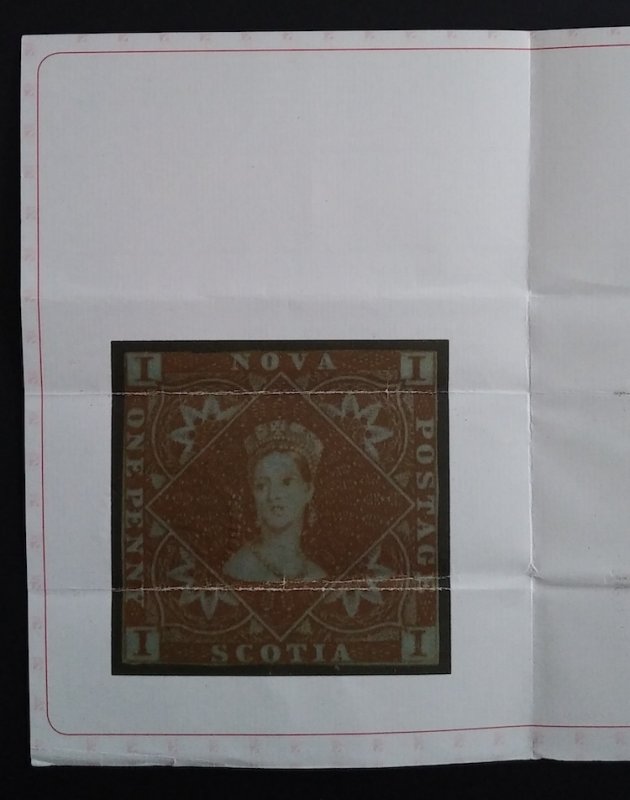 I NOVA I
ONE PENNY
POSTAGE
I SCOTIA I